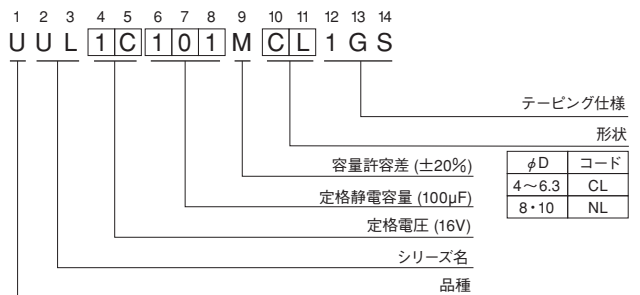 1 2 3 4 5 6 7 8 9 10 11 12 13 14
U U L 1 C 1 0 1 M C L 1 G S
テーピング仕様
形状
φD コード
4～6.3 CL
8・10 NL
容量許容差 (±20%)
定格静電容量 (100µF)
定格電圧 (16V)
シリーズ名
品種